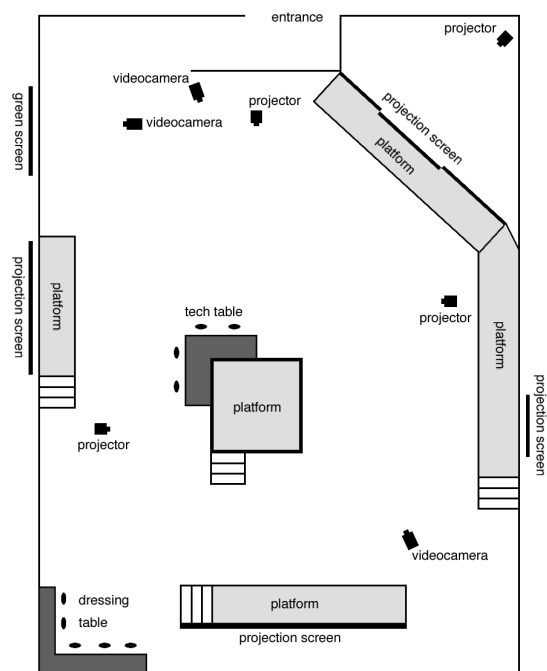 entrance
projector
videocamera
projector
videocamera
green screen
projection screen
platform
projection screen
platform
tech table
projector
platform
platform
projection screen
projector
videocamera
dressing
table
platform
projection screen